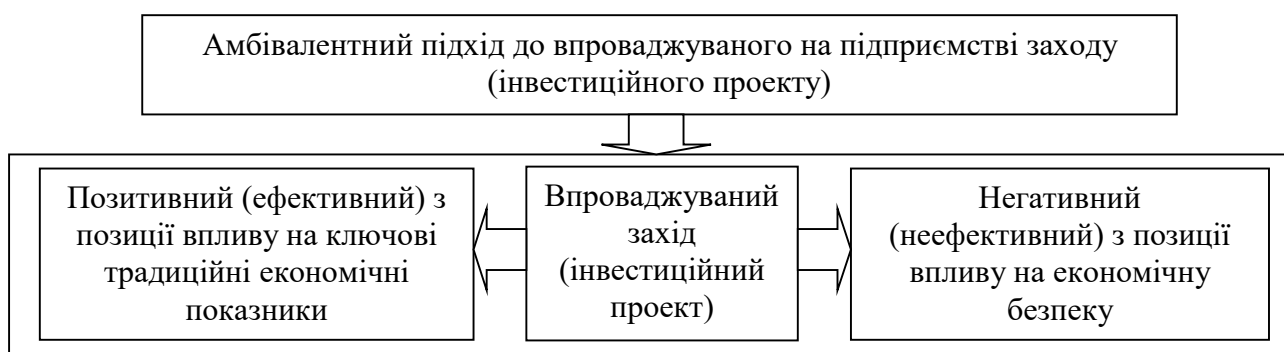 Амбівалентний підхід до впроваджуваного на підприємстві заходу
(інвестиційного проекту)
Позитивний (ефективний) з
позиції впливу на ключові
традиційні економічні
показники
Впроваджуваний
захід
(інвестиційний
проект)
Негативний
(неефективний) з позиції
впливу на економічну
безпеку